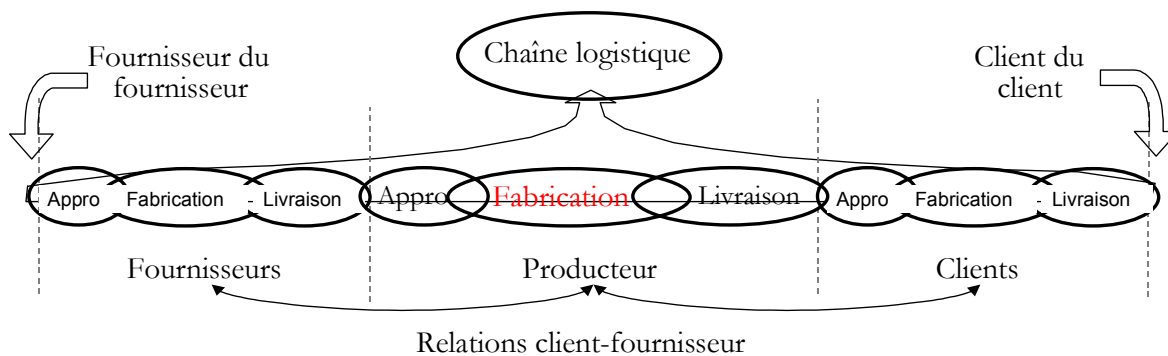 Chaîne logistique
Fournisseur du
fournisseur
Client du
client
Appro Fabrication Livraison Appro Fabrication Livraison Appro Fabrication Livraison
Fournisseurs Producteur Clients
Relations client-fournisseur